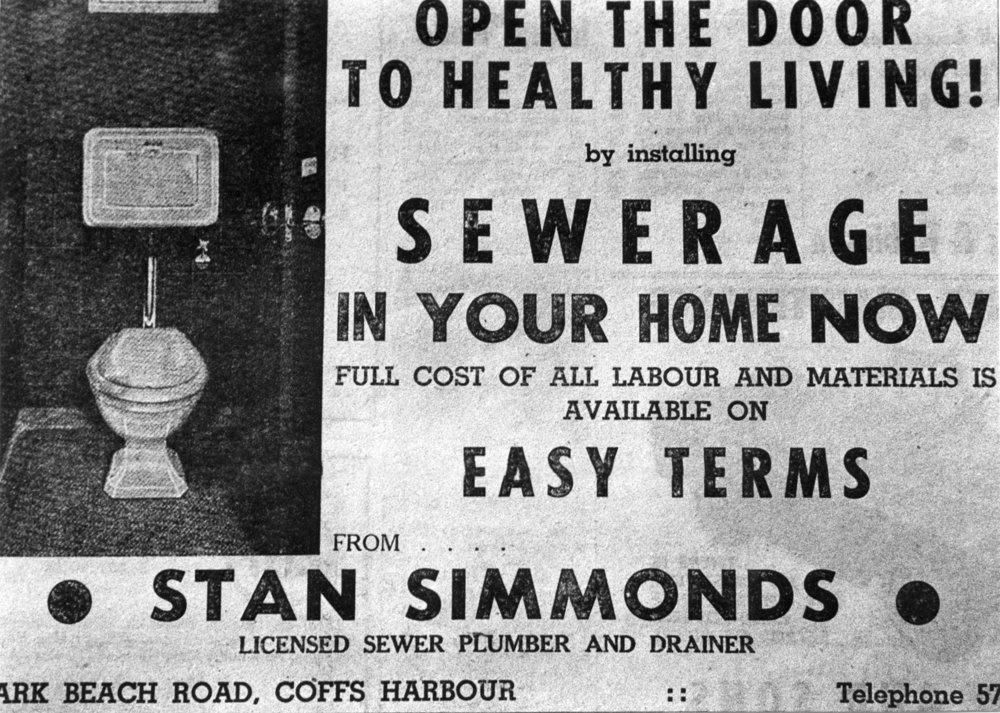 OPEN THE DOOR
TO HEALTHY LIVING!
by installing
SEWERAGE
IN YOUR HOME NOW
FULL COST OF ALL LABOUR AND MATERIALS IS
AVAILABLE ON
EASY TERMS
FROM . . . .
● STAN SIMMONDS ●
LICENSED SEWER PLUMBER AND DRAINER
ARK BEACH ROAD, COFFS HARBOUR :: Telephone 57